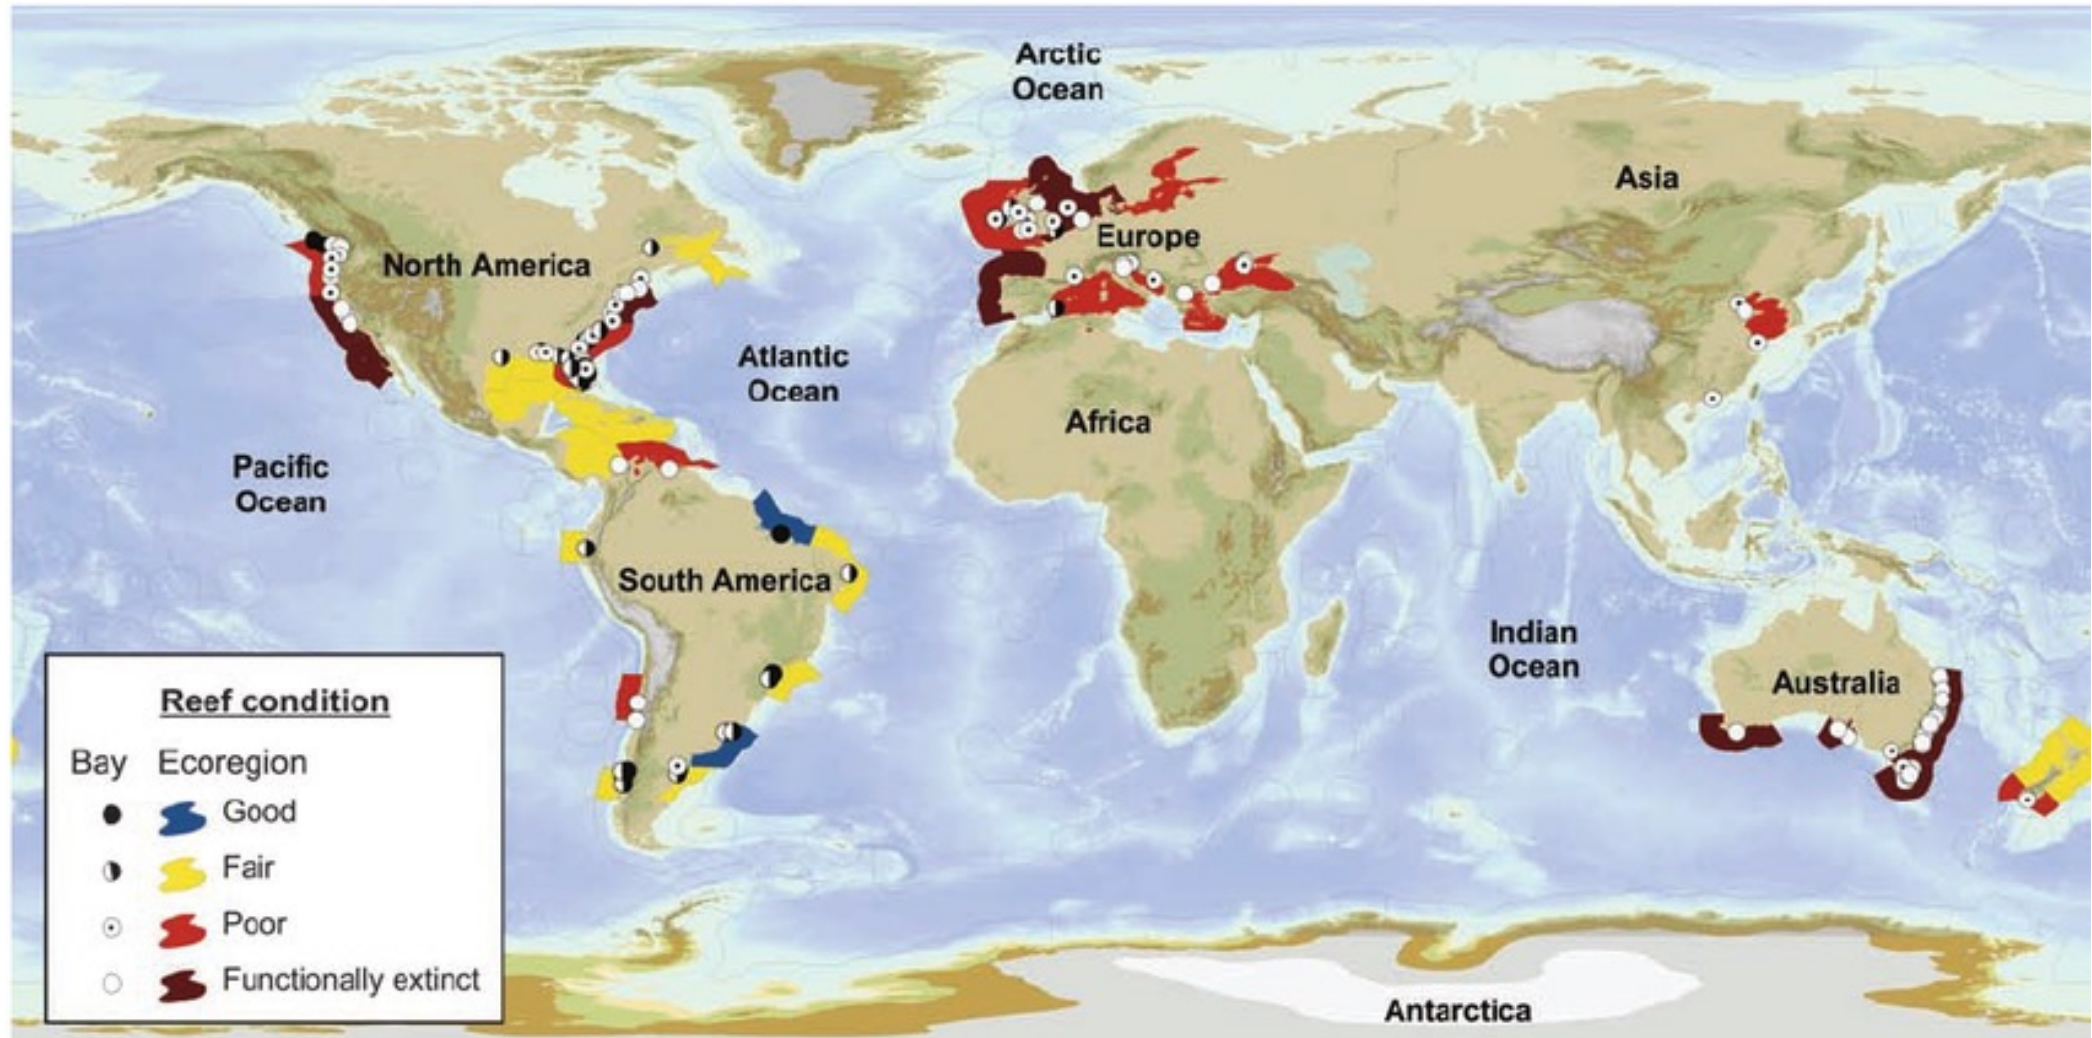 Arctic
Ocean
Asia
Europe
North America
Atlantic
Ocean
Africa
Pacific
Ocean
South America
Indian
Ocean
Australia
Reef condition
Bay Ecoregion
Good
Fair
Poor
Functionally extinct
Antarctica